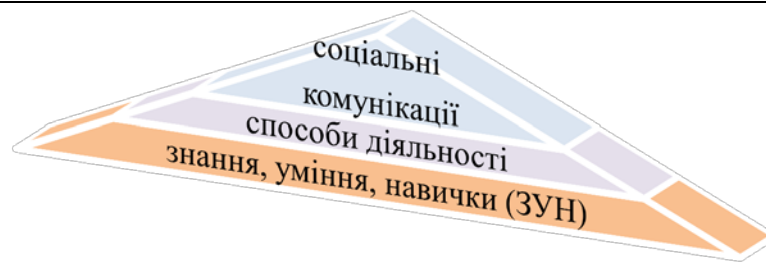 соціальні
комунікації
способи діяльності
знання, уміння, навички (ЗУН)